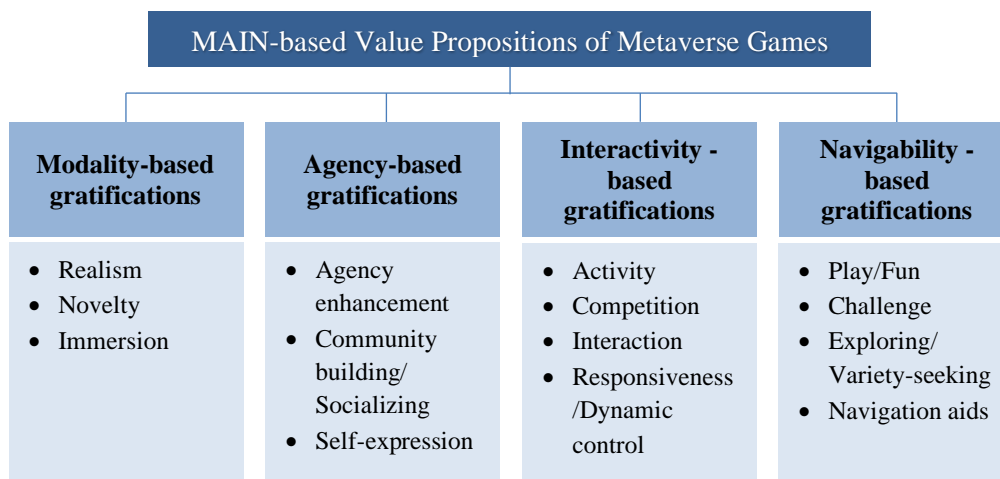 MAIN-based Value Propositions of Metaverse Games
Modality-based
gratifications
• Realism
• Novelty
• Immersion
Agency-based
gratifications
• Agency
enhancement
• Community
building/
Socializing
• Self-expression
Interactivity -
based
gratifications
• Activity
• Competition
• Interaction
• Responsiveness
/Dynamic
control
Navigability -
based
gratifications
• Play/Fun
• Challenge
• Exploring/
Variety-seeking
• Navigation aids